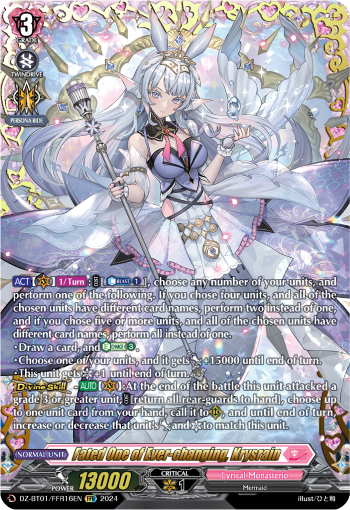 3
GRADE
TWINDRIVE
PERSONA RIDE
ACT 1/Turn : [ BLAST 1 ], choose any number of your units, and
perform one of the following. If you chose four units, and all of the
chosen units have different card names, perform two instead of one,
and if you chose five or more units, and all of the chosen units have
different card names, perform all instead of one.
・Draw a card, and CHARGE 3.
・Choose one of your units, and it gets +15000 until end of turn.
・This unit gets +1 until end of turn.
Divine Skill AUTO : At the end of the battle this unit attacked a
grade 3 or greater unit, [return all rear-guards to hand], choose up
to one unit card from your hand, call it to R, and until end of turn,
increase or decrease that unit's and to match this unit.
NORMAL UNIT Fated One of Ever-changing, Krysrain
POWER 13000 CRITICAL 1 Lyrical Monasterio
Mermaid
DZ-BT01/FFR16EN FFR 2024 illust/ひと和